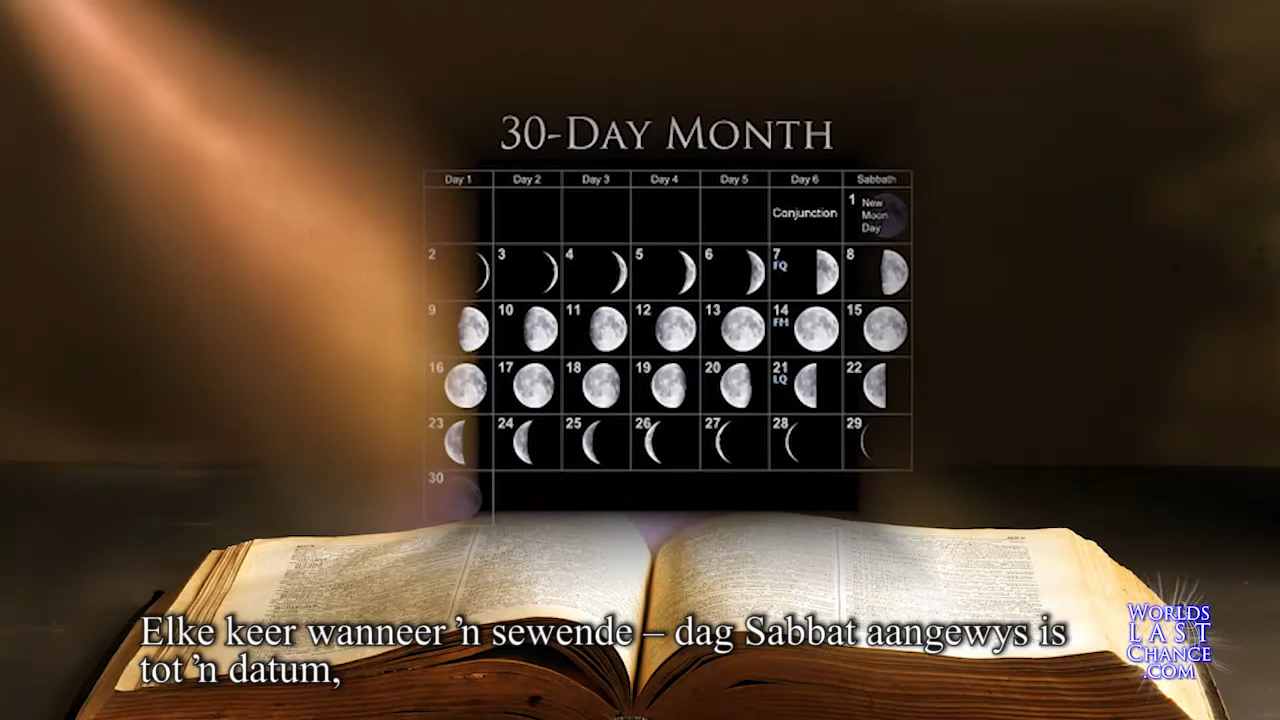 30-DAY MONTH
Day 1 Day 2 Day 3 Day 4 Day 5 Day 6 Sabbath
Conjunction 1 New Moon Day
2 3 4 5 6 7 FQ 8
9 10 11 12 13 14 FM 15
16 17 18 19 20 21 LQ 22
23 24 25 26 27 28 29
30
Elke keer wanneer 'n sewende – dag Sabbat aangewys is
tot 'n datum,
WORLDS
LAST
CHANCE
.COM